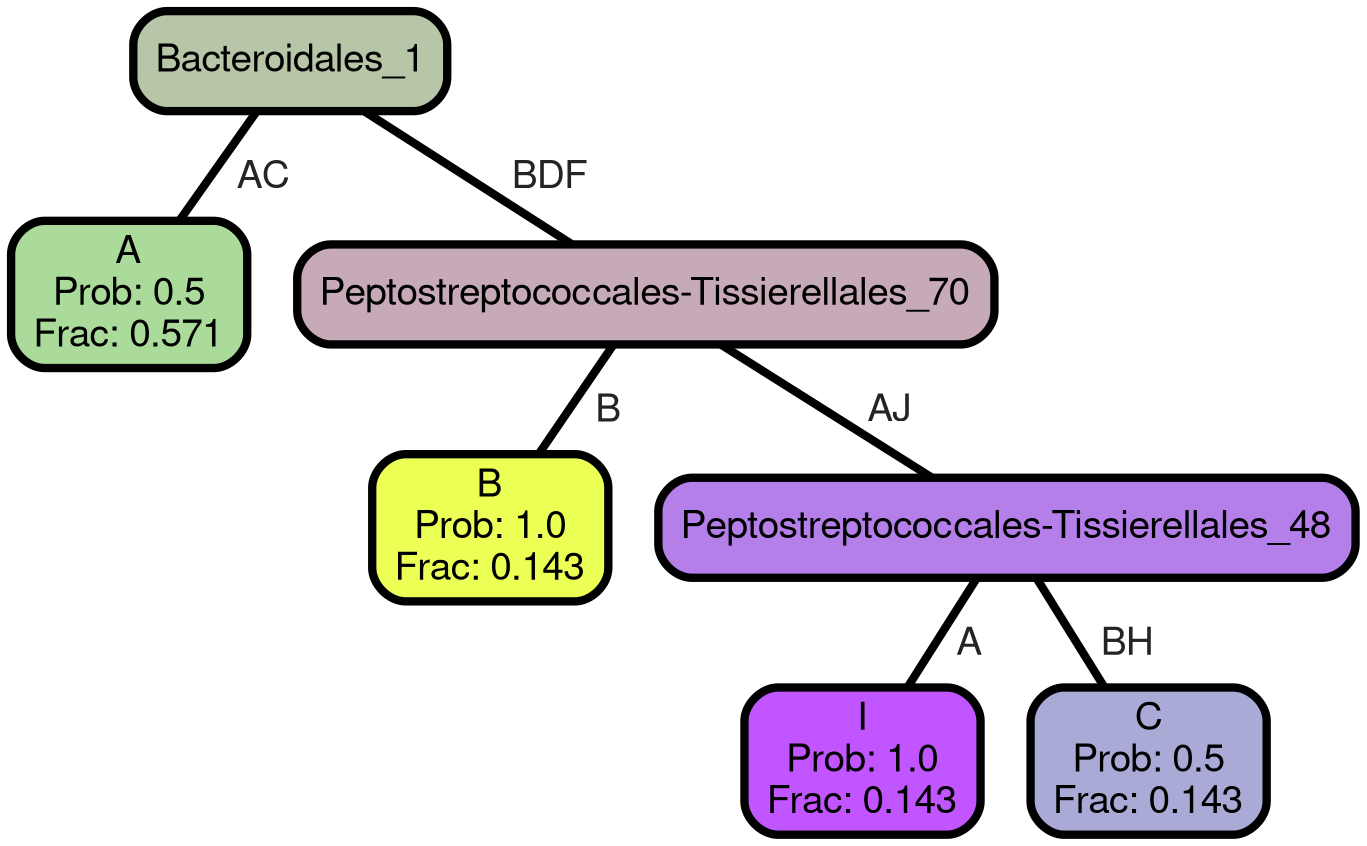 Bacteroidales_1
AC
BDF
A
Prob: 0.5
Frac: 0.571
Peptostreptococcales-Tissierellales_70
B
AJ
B
Prob: 1.0
Frac: 0.143
Peptostreptococcales-Tissierellales_48
A
BH
I
Prob: 1.0
Frac: 0.143
C
Prob: 0.5
Frac: 0.143